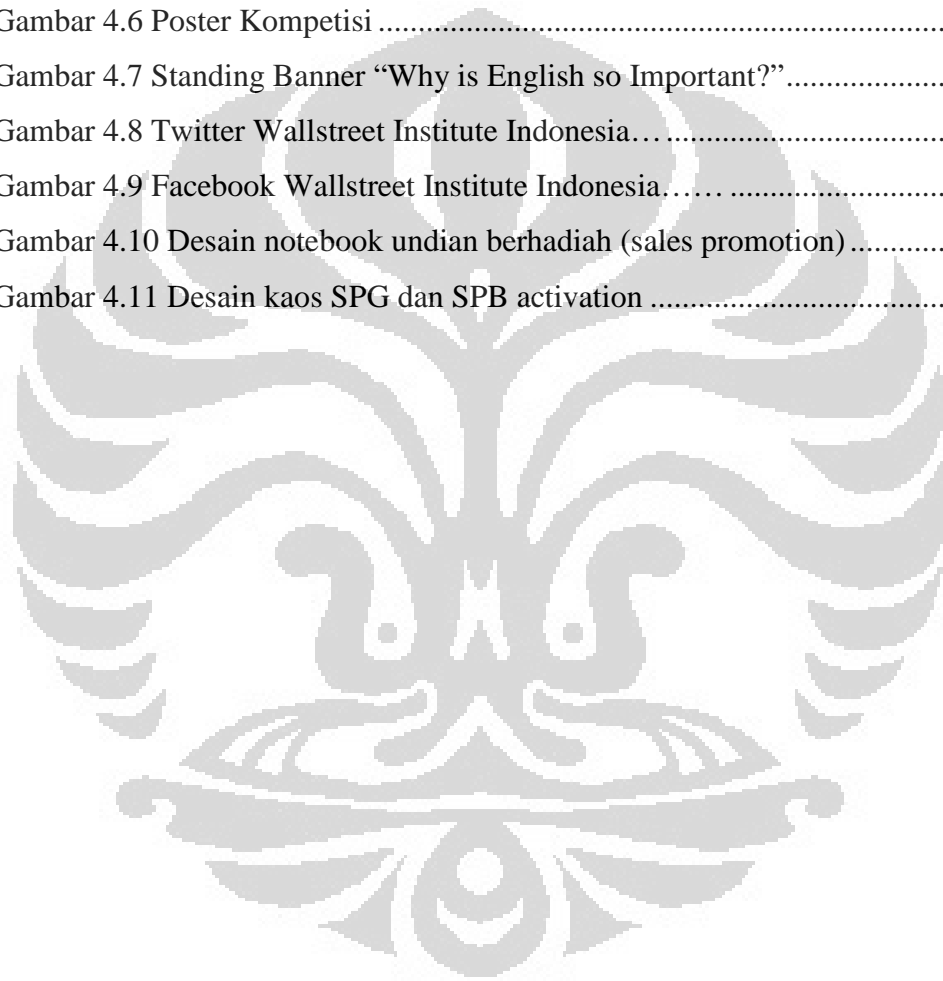 Gambar 4.6 Poster Kompetisi ................................................................
Gambar 4.7 Standing Banner “Why is English so Important?”....................
Gambar 4.8 Twitter Wallstreet Institute Indonesia…...................................
Gambar 4.9 Facebook Wallstreet Institute Indonesia…… ...........................
Gambar 4.10 Desain notebook undian berhadiah (sales promotion)............
Gambar 4.11 Desain kaos SPG dan SPB activation .....................................